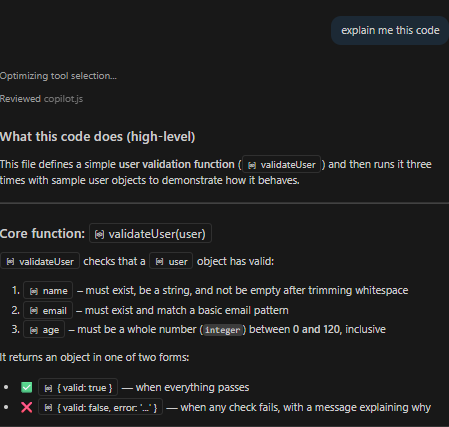 explain me this code
Optimizing tool selection...
Reviewed copilot.js
What this code does (high-level)
This file defines a simple user validation function ( validateUser ) and then runs it three
times with sample user objects to demonstrate how it behaves.
Core function: validateUser(user)
validateUser checks that a user object has valid:
1. name – must exist, be a string, and not be empty after trimming whitespace
2. email – must exist and match a basic email pattern
3. age – must be a whole number (integer) between 0 and 120, inclusive
It returns an object in one of two forms:
• ✅ { valid: true } — when everything passes
• ❌ { valid: false, error: '...' } — when any check fails, with a message explaining why